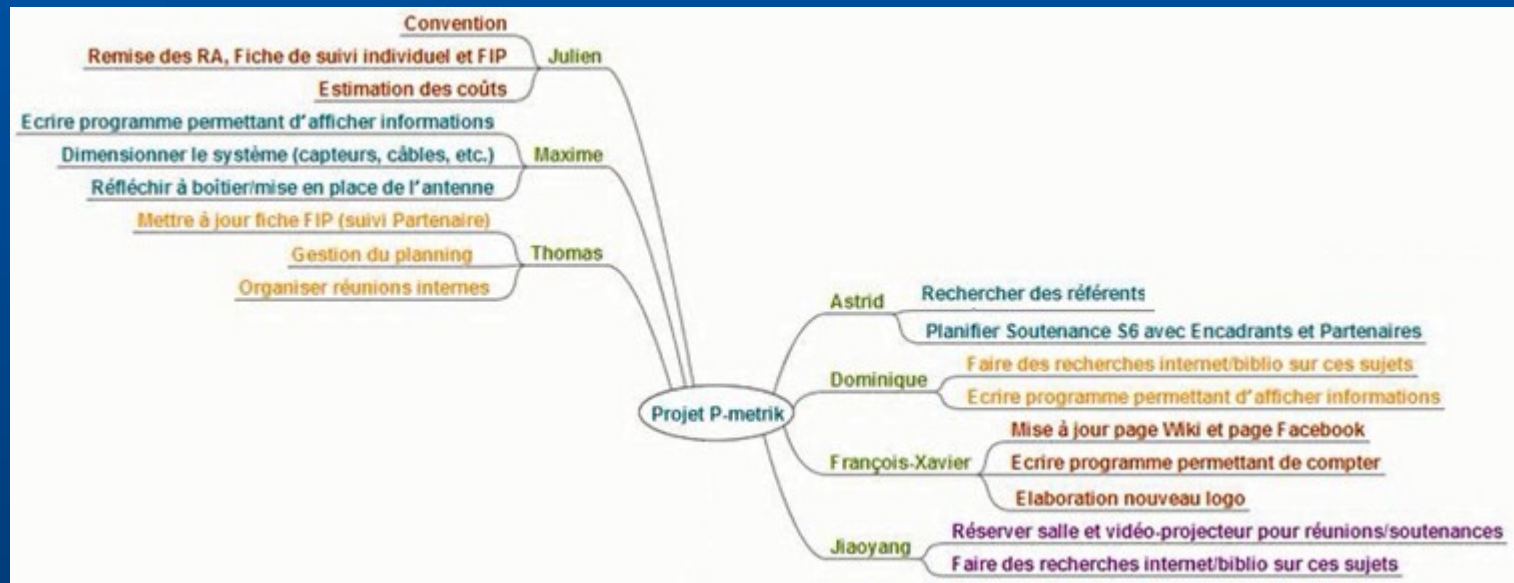 Convention
Remise des RA, Fiche de suivi individuel et FIP
Estimation des coûts
Julien
Ecrire programme permettant d'afficher informations
Dimensionner le système (capteurs, câbles, etc.)
Réfléchir à boîtier/mise en place de l'antenne
Maxime
Mettre à jour fiche FIP (suivi Partenaire)
Gestion du planning
Organiser réunions internes
Thomas
Projet P-metrik
Astrid
Rechercher des référents
Planifier Soutenance S6 avec Encadrants et Partenaires
Dominique
Faire des recherches internet/biblio sur ces sujets
Ecrire programme permettant d'afficher informations
François-Xavier
Mise à jour page Wiki et page Facebook
Ecrire programme permettant de compter
Elaboration nouveau logo
Jiaoyang
Réserver salle et vidéo-projecteur pour réunions/soutenances
Faire des recherches internet/biblio sur ces sujets